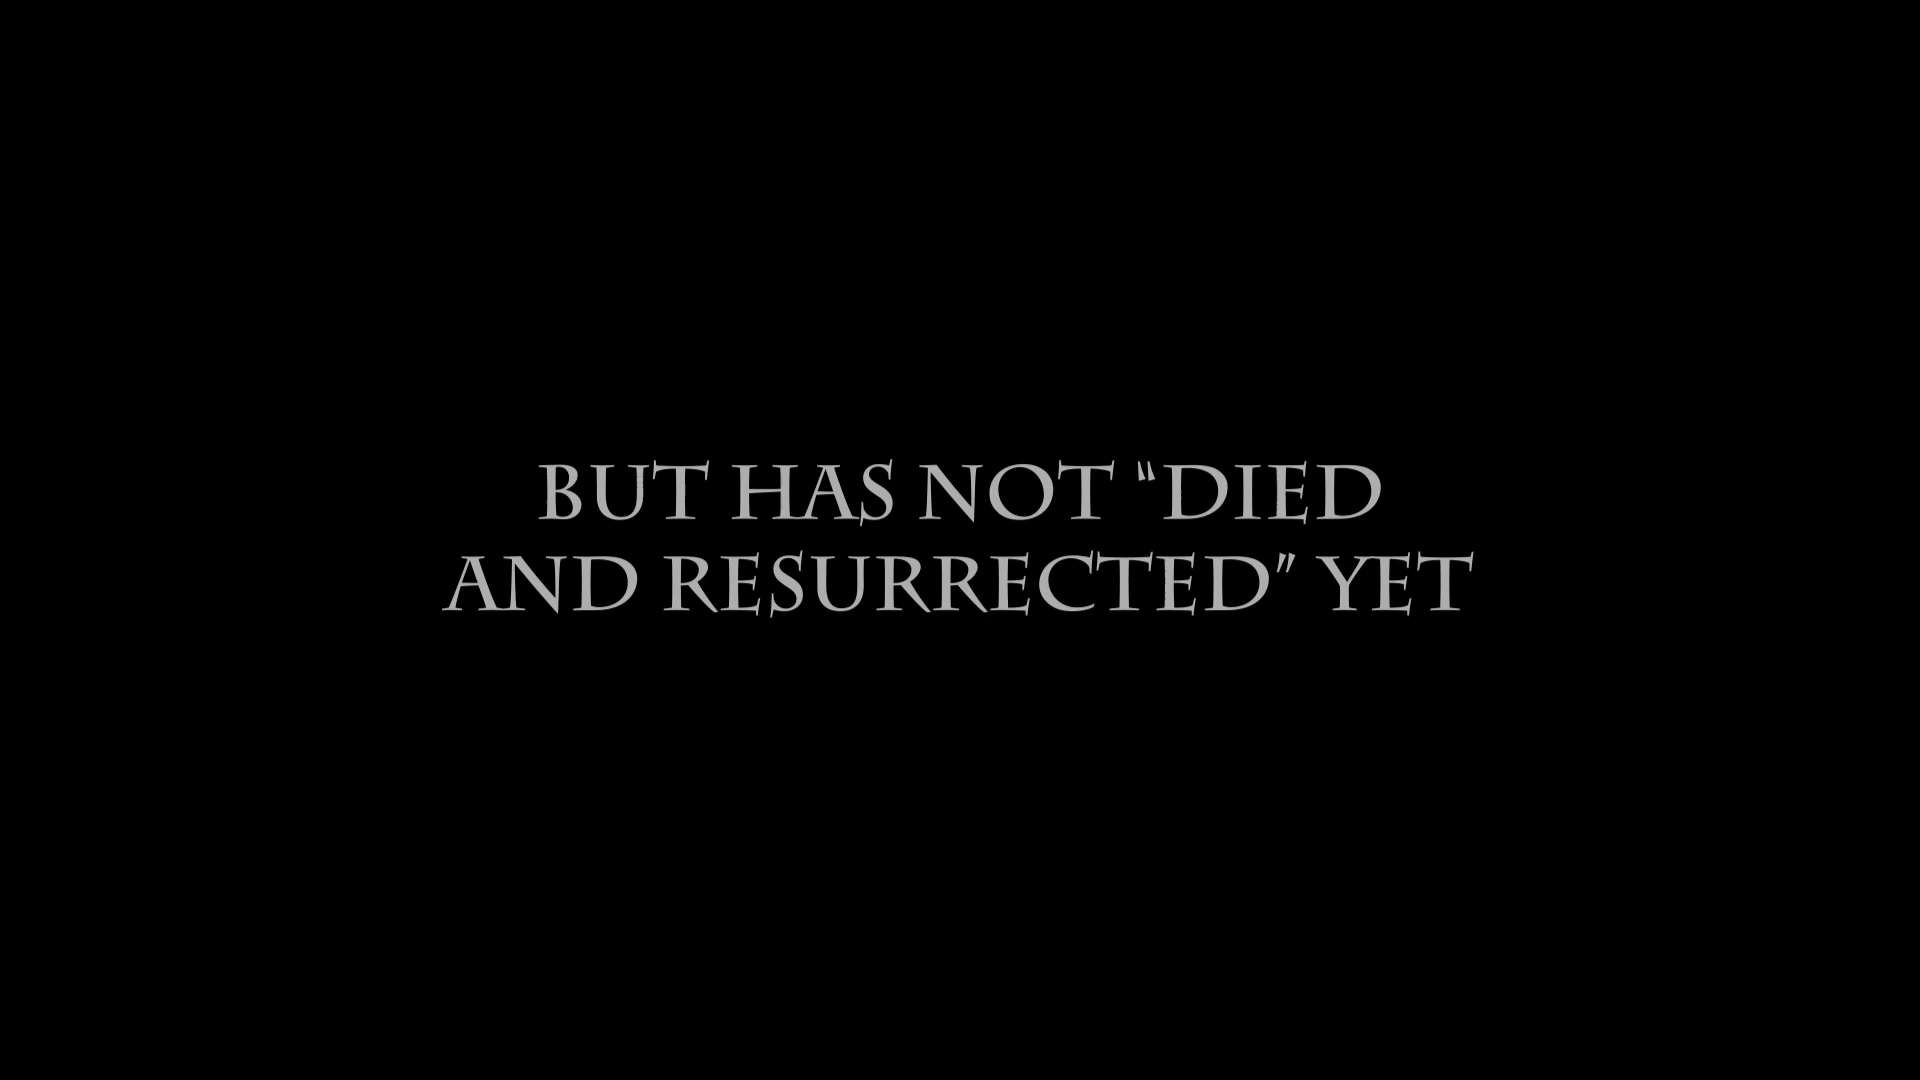 BUT HAS NOT “DIED
AND RESURRECTED” YET